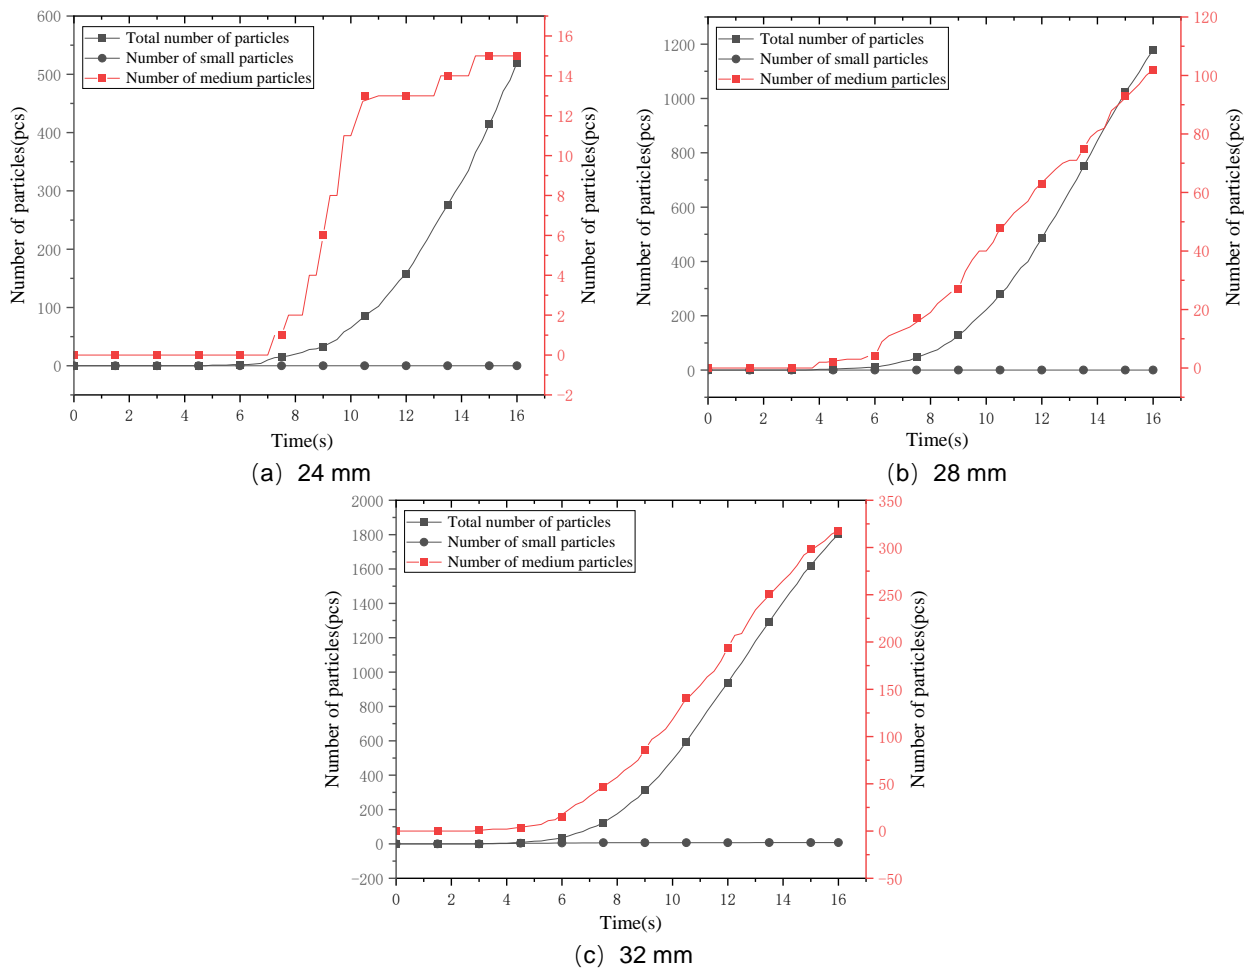 600
500
400
300
200
100
0
Number of particles(pcs)
Total number of particles
Number of small particles
Number of medium particles
16
14
12
10
8
6
4
2
0
-2
Number of particles(pcs)
0 2 4 6 8 10 12 14 16
Time(s)
(a) 24 mm
1200
1000
800
600
400
200
0
Number of particles(pcs)
Total number of particles
Number of small particles
Number of medium particles
120
100
80
60
40
20
0
Number of particles(pcs)
0 2 4 6 8 10 12 14 16
Time(s)
(b) 28 mm
2000
1800
1600
1400
1200
1000
800
600
400
200
0
-200
Number of particles(pcs)
Total number of particles
Number of small particles
Number of medium particles
350
300
250
200
150
100
50
0
-50
Number of particles(pcs)
0 2 4 6 8 10 12 14 16
Time(s)
(c) 32 mm